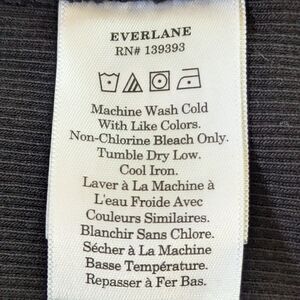 EVERLANE
RN# 139393
Machine Wash Cold
With Like Colors.
Non-Chlorine Bleach Only.
Tumble Dry Low.
Cool Iron.
Laver à La Machine à
L'eau Froide Avec
Couleurs Similaires.
Blanchir Sans Chlore.
Sécher à La Machine
Basse Température.
Repasser à Fer Bas.